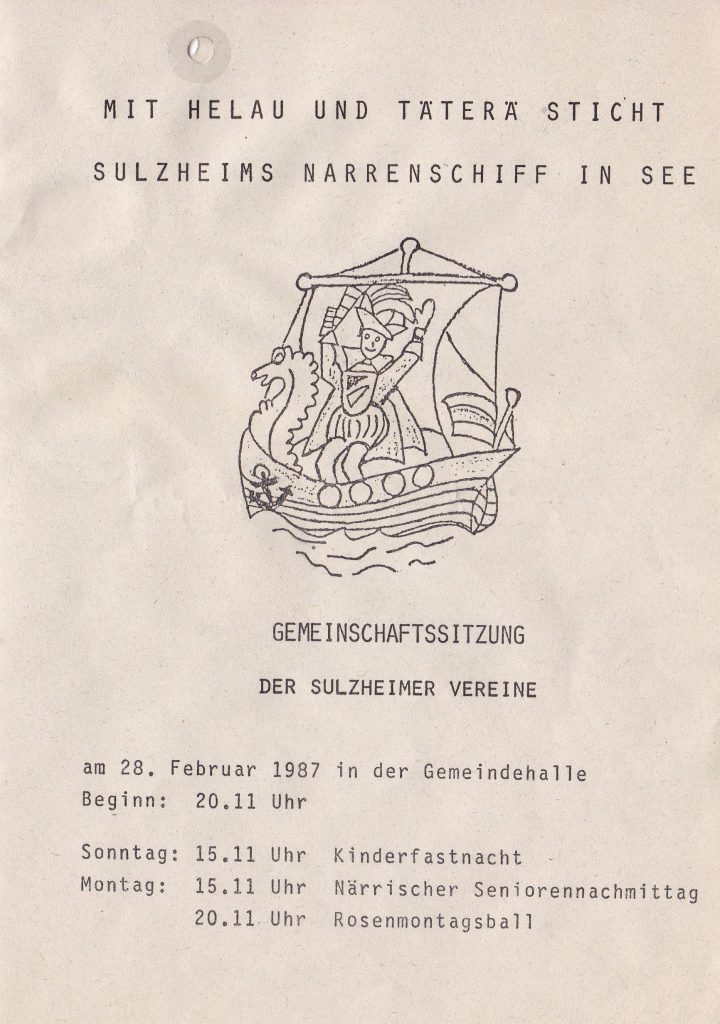 MIT HELAU UND TÄTERÄ STICHT
SULZHEIMS NARRENSCHIFF IN SEE
GEMEINSCHAFTSSITZUNG
DER SULZHEIMER VEREINE
am 28. Februar 1987 in der Gemeindehalle
Beginn: 20.11 Uhr
Sonntag: 15.11 Uhr Kinderfastnacht
Montag: 15.11 Uhr Närrischer Seniorennachmittag
20.11 Uhr Rosenmontagsball